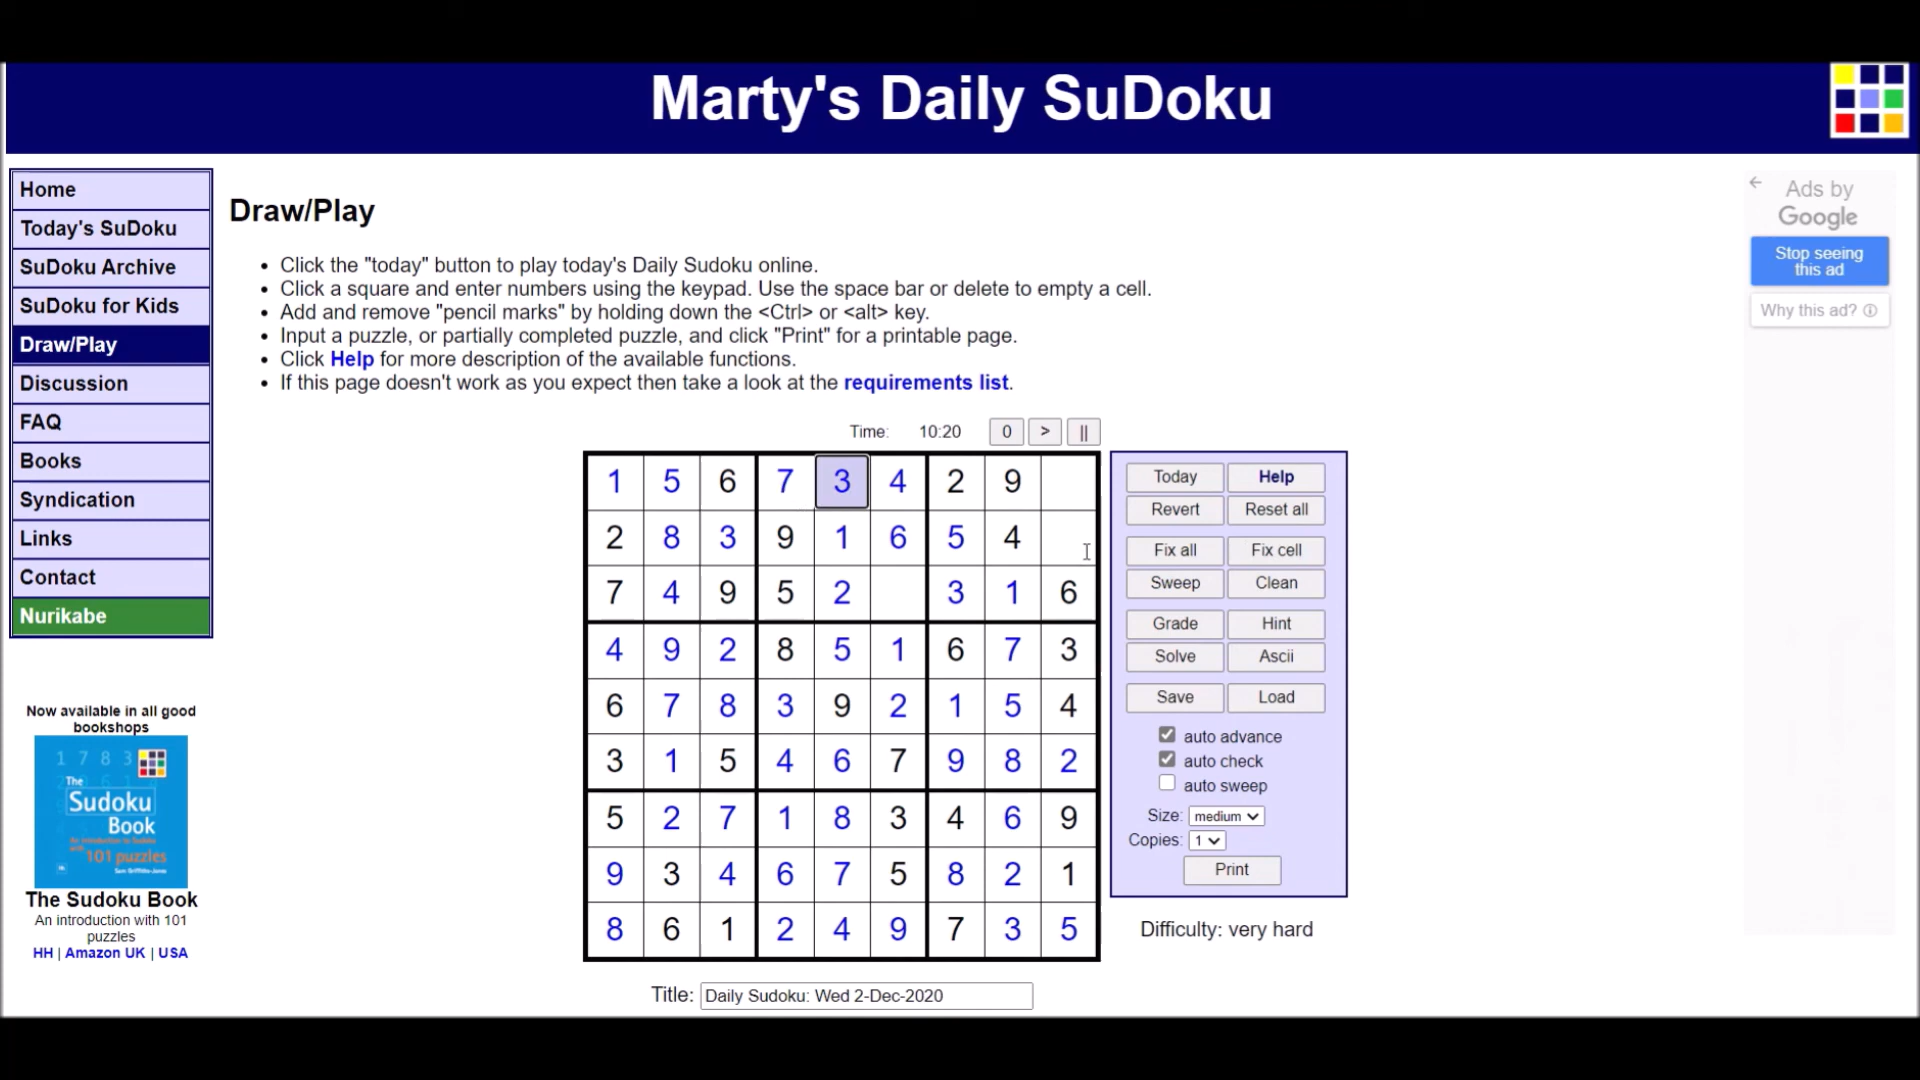 Marty's Daily SuDoku
Home
Today's SuDoku
SuDoku Archive
SuDoku for Kids
Draw/Play
Discussion
FAQ
Books
Syndication
Links
Contact
Nurikabe
Now available in all good
bookshops
The
Sudoku
Book
101 puzzles
The Sudoku Book
An introduction with 101
puzzles
HH | Amazon UK | USA
Draw/Play
• Click the "today" button to play today's Daily Sudoku online.
• Click a square and enter numbers using the keypad. Use the space bar or delete to empty a cell.
• Add and remove "pencil marks" by holding down the <Ctrl> or <alt> key.
• Input a puzzle, or partially completed puzzle, and click "Print" for a printable page.
• Click Help for more description of the available functions.
• If this page doesn't work as you expect then take a look at the requirements list.
Time: 10:20 0 > ||
1 5 6 7 3 4 2 9
2 8 3 9 1 6 5 4
7 4 9 5 2 3 1 6
4 9 2 8 5 1 6 7 3
6 7 8 3 9 2 1 5 4
3 1 5 4 6 7 9 8 2
5 2 7 1 8 3 4 6 9
9 3 4 6 7 5 8 2 1
8 6 1 2 4 9 7 3 5
Title: Daily Sudoku: Wed 2-Dec-2020
Today Help
Revert Reset all
Fix all Fix cell
Sweep Clean
Grade Hint
Solve Ascii
Save Load
auto advance
auto check
auto sweep
Size: medium
Copies: 1
Print
Difficulty: very hard
Ads by
Google
Stop seeing
this ad
Why this ad?